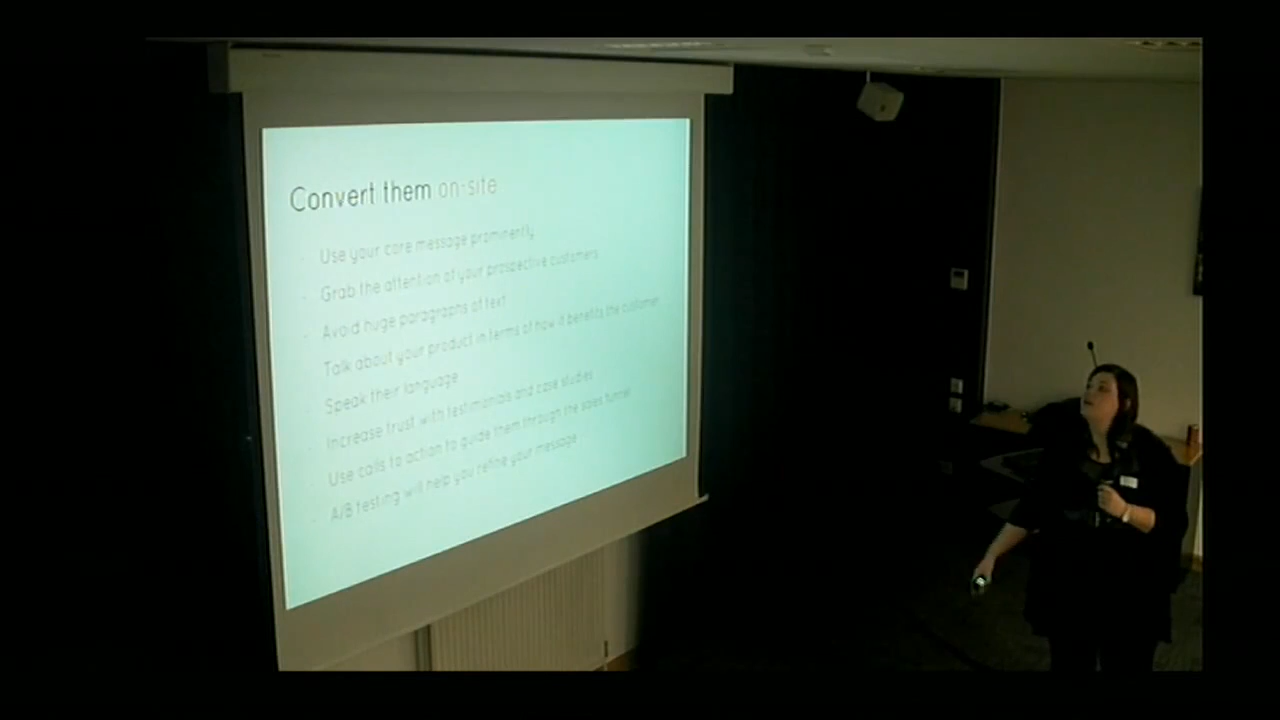 Convert them on-site
- Use your core message prominently
- Grab the attention of your prospective customers
- Avoid huge paragraphs of text
- Talk about your product in terms of how it benefits the customer
- Speak their language
- Increase trust with testimonials and case studies
- Use calls to action to guide them through the sales funnel
- A/B testing will help you refine your message